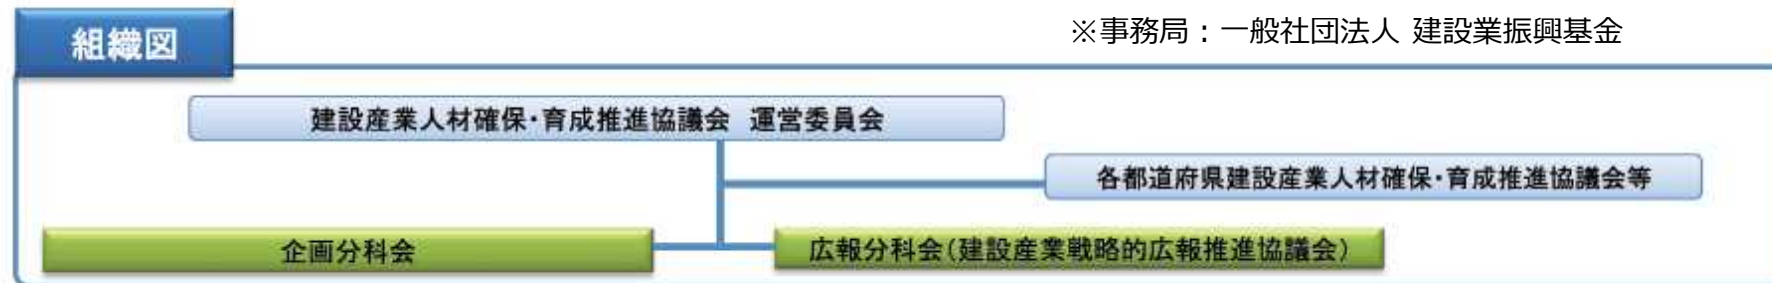 組織図
※事務局：一般社団法人 建設業振興基金
建設産業人材確保・育成推進協議会　運営委員会
各都道府県建設産業人材確保・育成推進協議会等
企画分科会
広報分科会（建設産業戦略的広報推進協議会）